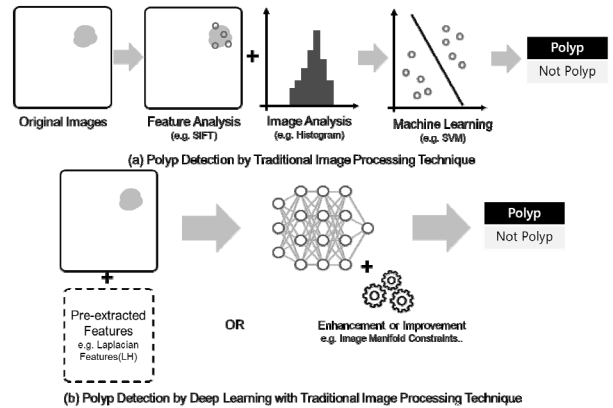 Polyp
Not Polyp
Original Images
Feature Analysis
(e.g. SIFT)
+
Image Analysis
(e.g. Histogram)
Machine Learning
(e.g. SVM)
(a) Polyp Detection by Traditional Image Processing Technique
Polyp
Not Polyp
+
+
Pre-extracted
Features
e.g. Laplacian
Features(LH)
OR
Enhancement or Improvement
e.g. Image Manifold Constraints..
(b) Polyp Detection by Deep Learning with Traditional Image Processing Technique